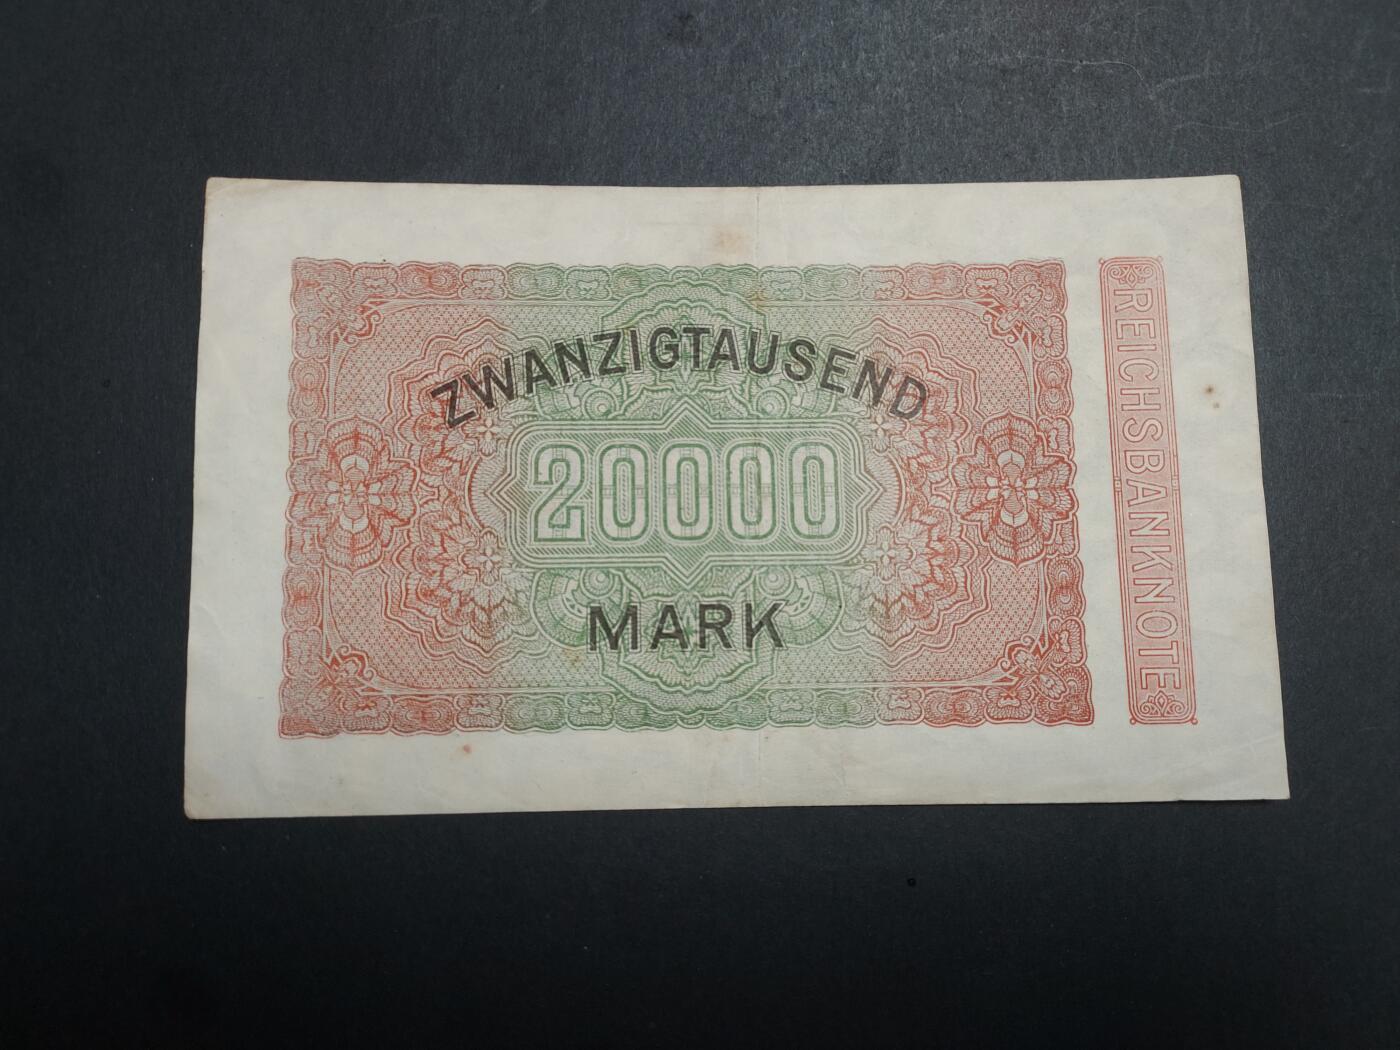 ZWANZIGTAUSEND
20000
MARK
REICHSBANKNOTE